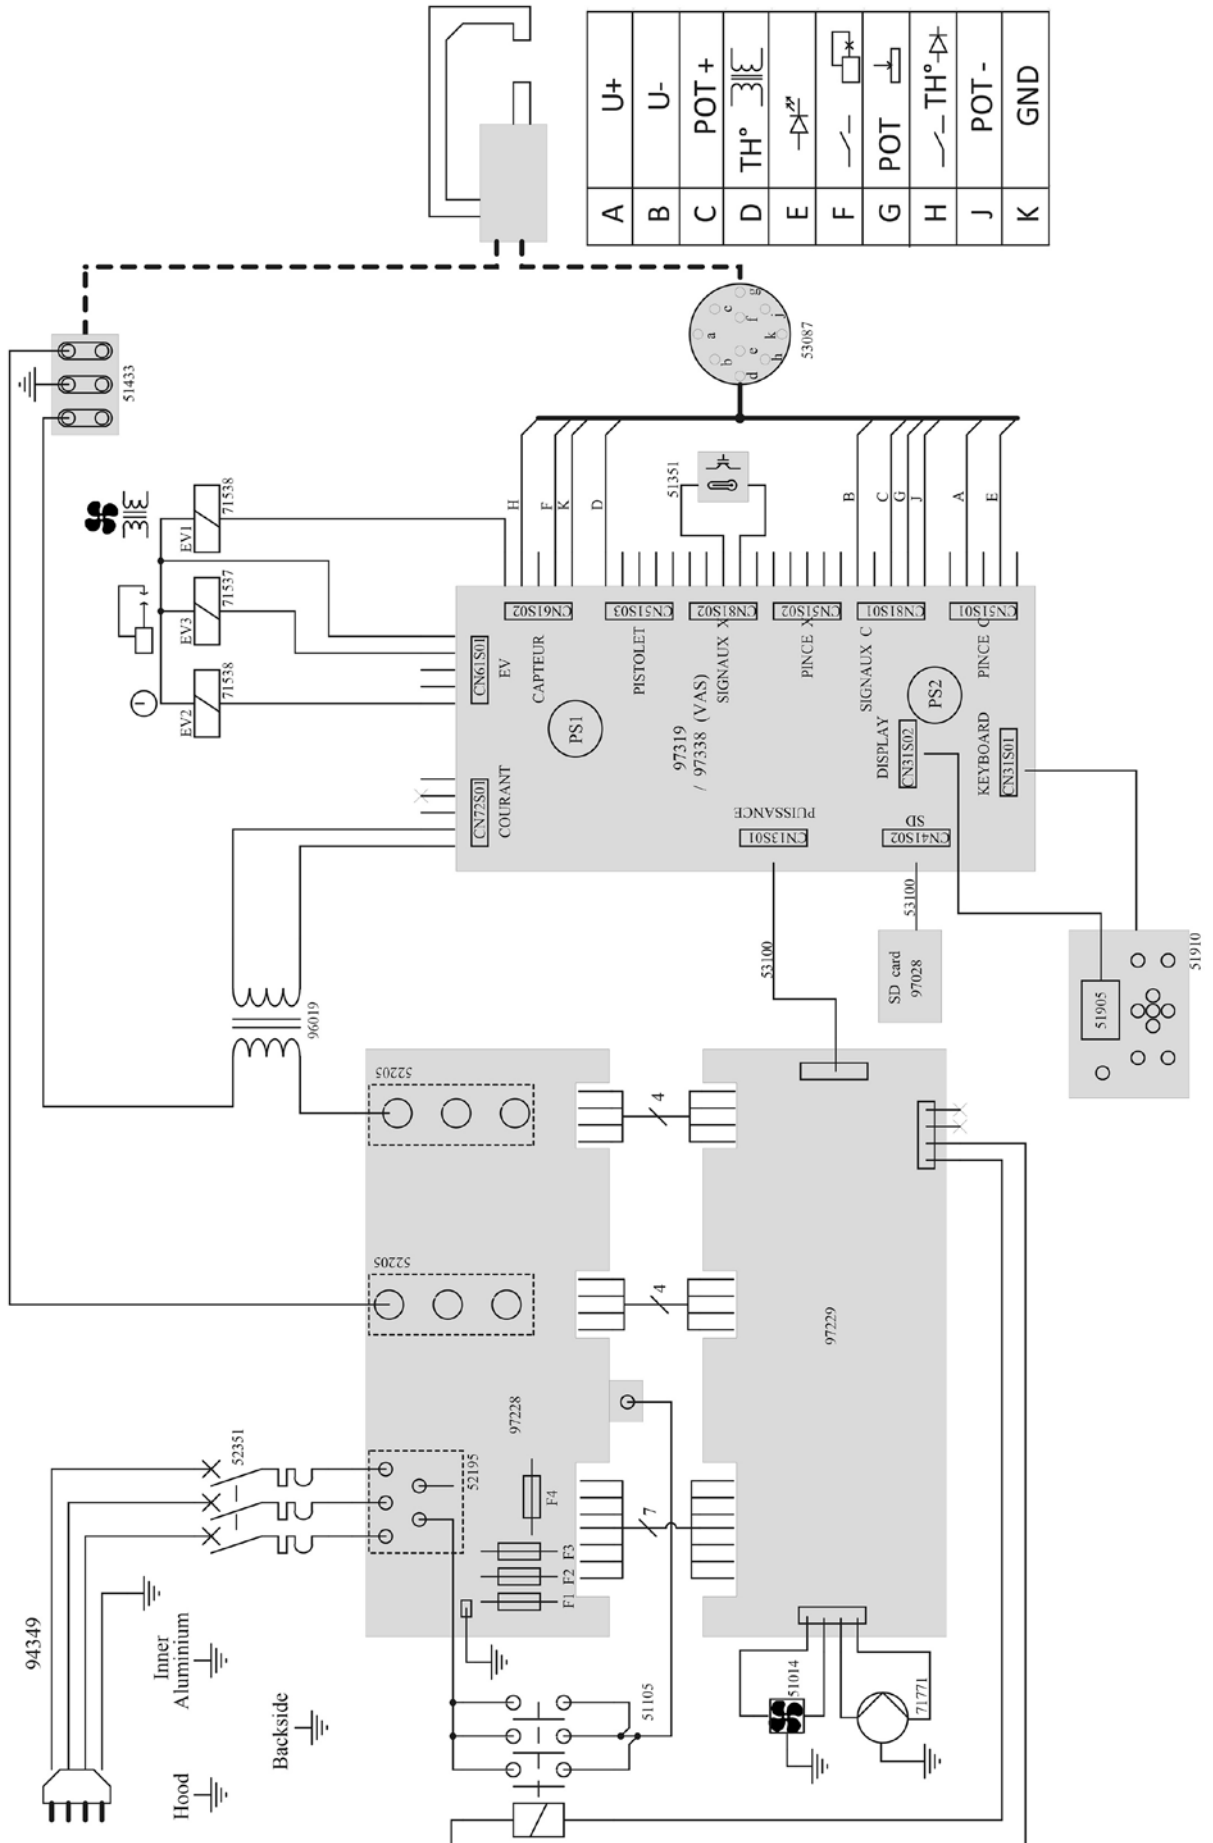 A U+
B U-
C POT +
D TH°
E
F
G POT
H TH°
J POT -
K GND
51433
53087
a
b
c
d
e
f
g
h
j
k
EV1
71538
EV3
71537
EV2
71538
H
F
K
D
51351
B
C
G
J
A
E
CN61S01
EV
CN61S02
CAPTEUR
CN51S03
PISTOLET
CN81S02
SIGNAUX X
CN51S02
PINCE X
CN81S01
SIGNAUX C
CN51S01
PINCE C
CN72S01
COURANT
PS1
97319
/ 97338 (VAS)
PS2
DISPLAY
CN31S02
KEYBOARD
CN31S01
PUISSANCE
CN13S01
SD
CN41S02
53100
53100
SD card
97028
51905
51910
96019
52205
52205
4
4
7
97229
97228
52195
F4
F3
F2
F1
52351
94349
Inner
Aluminium
Backside
Hood
51105
51014
71771